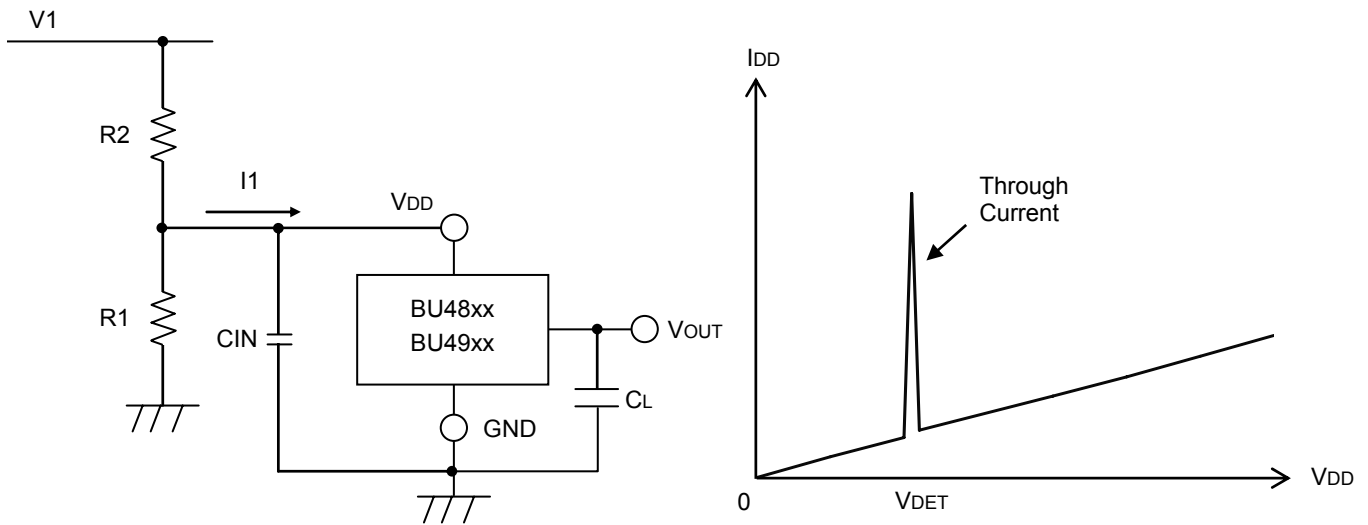 V1
R2
I1
VDD
R1
CIN
BU48xx
BU49xx
VOUT
CL
GND
IDD
Through
Current
0
VDET
VDD